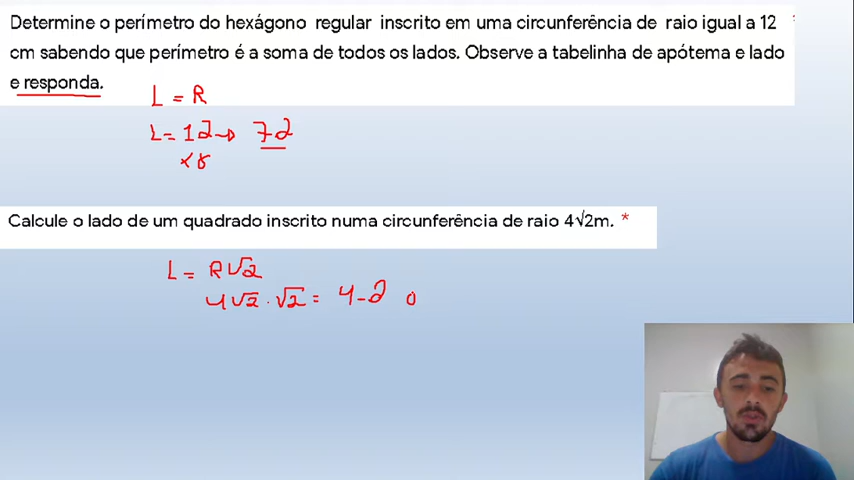 Determine o perímetro do hexágono regular inscrito em uma circunferência de raio igual a 12 *
cm sabendo que perímetro é a soma de todos os lados. Observe a tabelinha de apótema e lado
e responda.
L = R
L = 12 → 72
×6
Calcule o lado de um quadrado inscrito numa circunferência de raio 4√2m. *
L = R√2
4√2 . √2 = 4-2